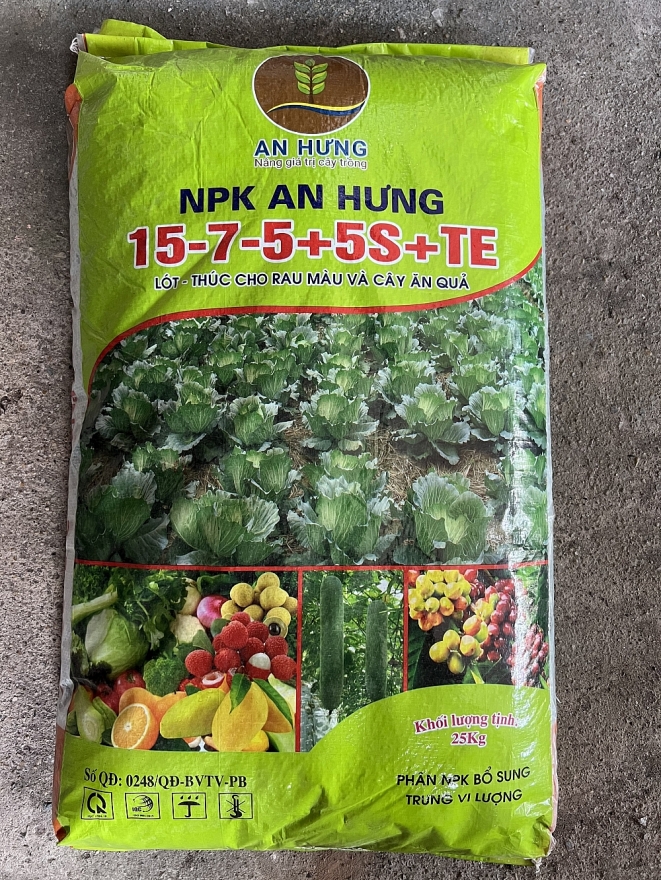 AN HƯNG
Nâng giá trị cây trồng
NPK AN HƯNG
15-7-5+5S+TE
LÓT - THÚC CHO RAU MÀU VÀ CÂY ĂN QUẢ
Khối lượng tịnh:
25Kg
Số QĐ: 0248/QĐ-BVTV-PB
PHÂN NPK BỔ SUNG
TRUNG VI LƯỢNG